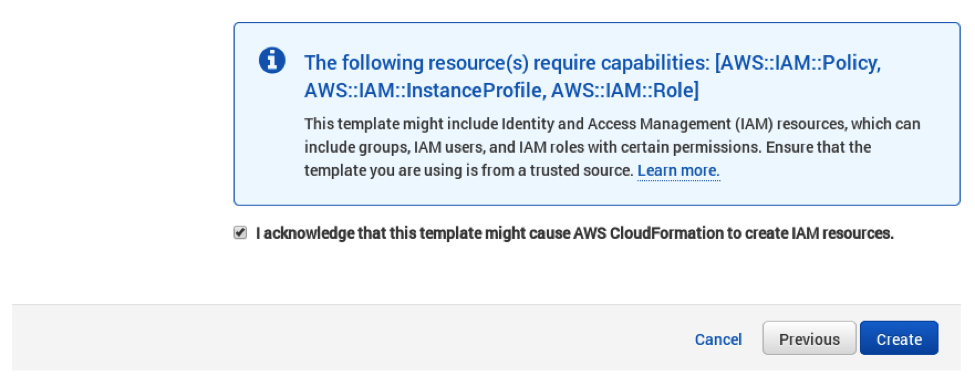 The following resource(s) require capabilities: [AWS::IAM::Policy,
AWS::IAM::InstanceProfile, AWS::IAM::Role]
This template might include Identity and Access Management (IAM) resources, which can
include groups, IAM users, and IAM roles with certain permissions. Ensure that the
template you are using is from a trusted source. Learn more.
I acknowledge that this template might cause AWS CloudFormation to create IAM resources.
Cancel Previous Create